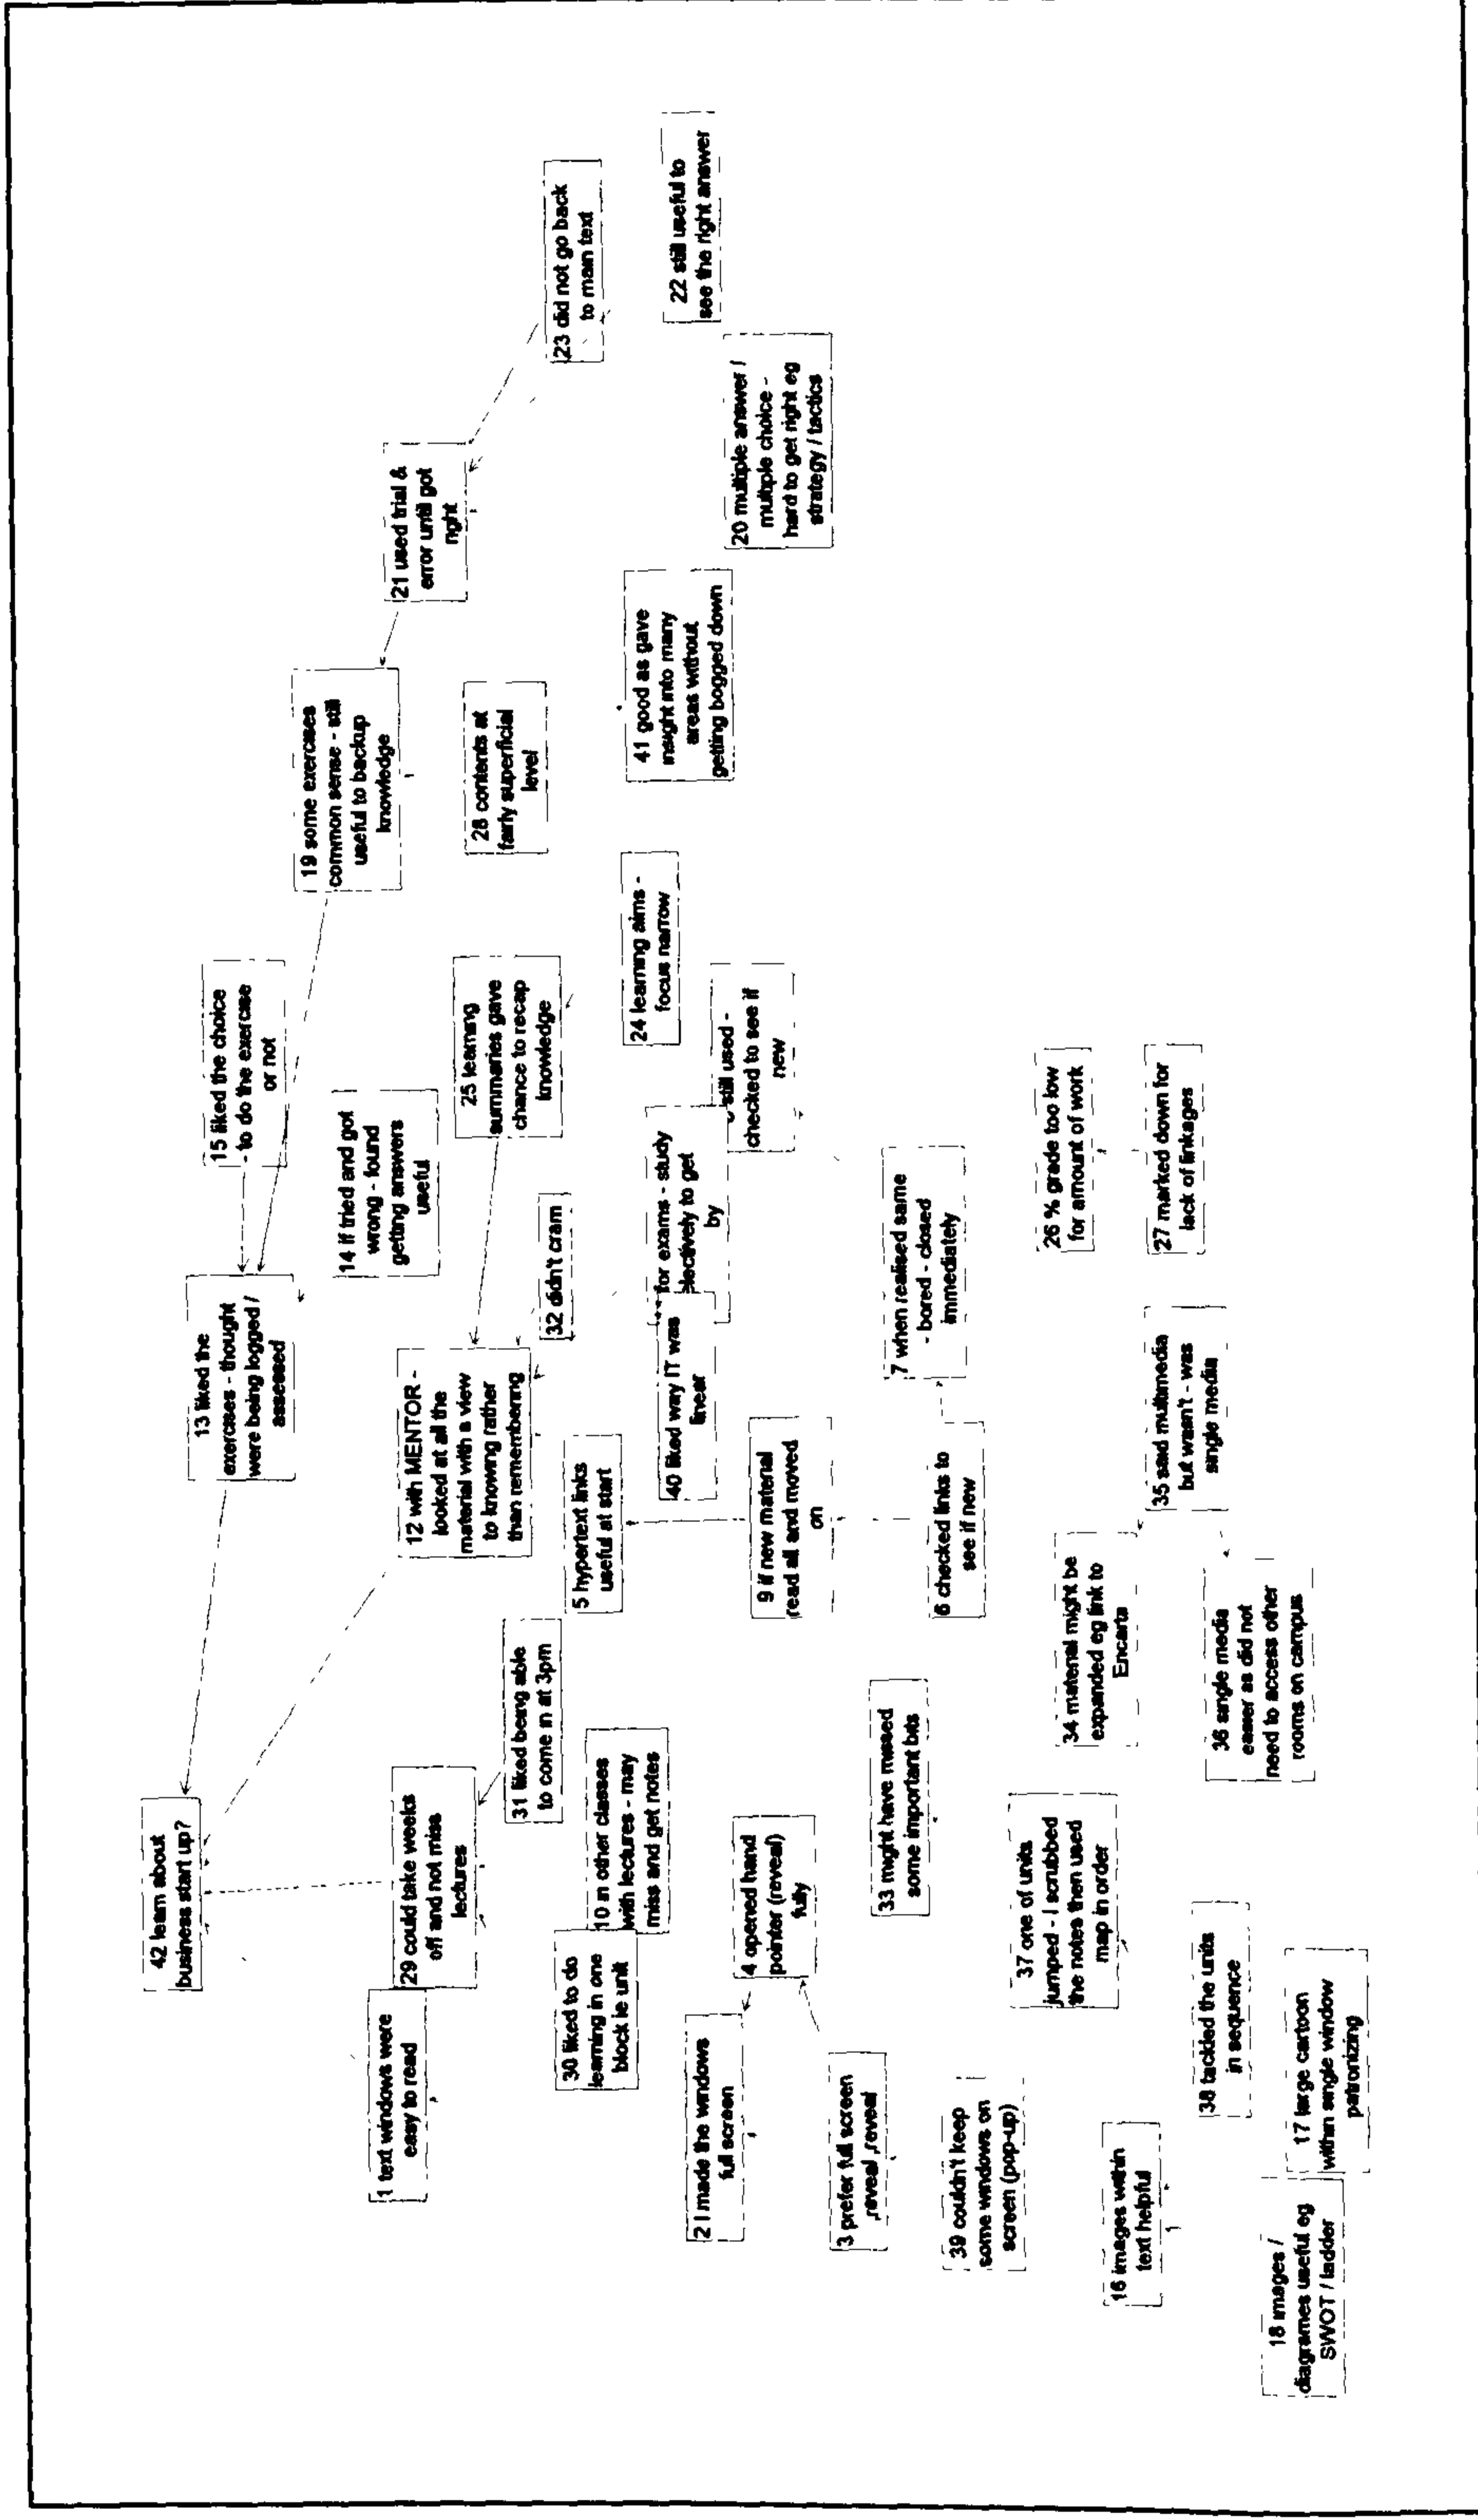 42 learn about
business start up?
13 liked the
exercises - thought
were being logged /
assessed
15 liked the choice
- to do the exercise
or not
19 some exercises
common sense - still
useful to backup
knowledge
21 used trial &
error until got
right
23 did not go back
to main text
22 still useful to
see the right answer
20 multiple answer /
multiple choice -
hard to get right eg
strategy / tactics
14 if tried and got
wrong - found
getting answers
useful
1 text windows were
easy to read
29 could take weeks
off and not miss
lectures
12 with MENTOR -
looked at all the
material with a view
to knowing rather
than remembering
25 learning
summaries gave
chance to recap
knowledge
28 contents at
fairly superficial
level
31 liked being able
to come in at 3pm
32 didn't cram
30 liked to do
learning in one
block ie unit
10 in other classes
with lectures - may
miss and get notes
5 hypertext links
useful at start
24 learning aims -
focus narrow
41 good as gave
insight into many
areas without
getting bogged down
40 liked way IT was
linear
for exams - study
electively to get
by
still used -
checked to see if
new
2 I made the windows
full screen
4 opened hand
pointer (reveal)
fully
9 if new material
read all and moved
on
3 prefer full screen
,reveal ,reveal
33 might have missed
some important bits
7 when realised same
- bored - closed
immediately
6 checked links to
see if new
39 couldn't keep
some windows on
screen (pop-up)
37 one of units
jumped - I scrubbed
the notes then used
map in order
34 material might be
expanded eg link to
Encarta
26 % grade too low
for amount of work
16 images within
text helpful
35 said multimedia
but wasn't - was
single media
27 marked down for
lack of linkages
38 tackled the units
in sequence
36 single media
easier as did not
need to access other
rooms on campus
18 images /
diagrames useful eg
SWOT / ladder
17 large cartoon
within single window
patronizing